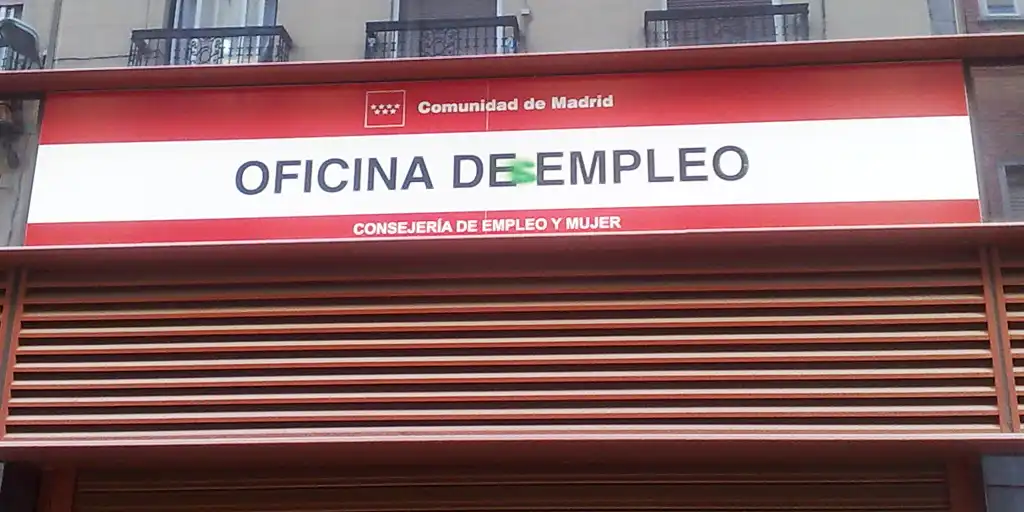 Comunidad de Madrid
OFICINA DEsEMPLEO
CONSEJERÍA DE EMPLEO Y MUJER